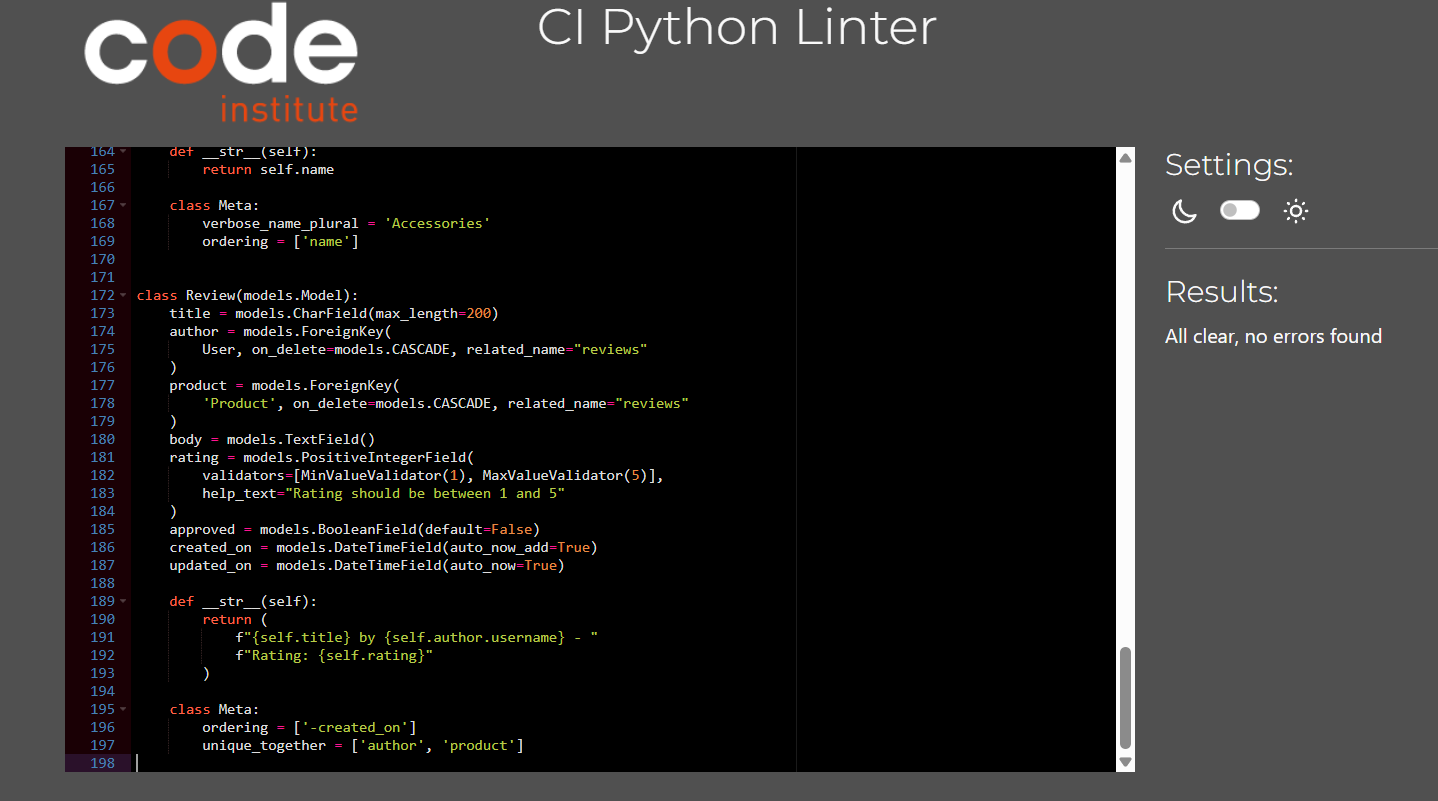 code
institute
CI Python Linter
164 def __str__(self):
165 return self.name
166
167 class Meta:
168 verbose_name_plural = 'Accessories'
169 ordering = ['name']
170
171
172 class Review(models.Model):
173 title = models.CharField(max_length=200)
174 author = models.ForeignKey(
175 User, on_delete=models.CASCADE, related_name="reviews"
176 )
177 product = models.ForeignKey(
178 'Product', on_delete=models.CASCADE, related_name="reviews"
179 )
180 body = models.TextField()
181 rating = models.PositiveIntegerField(
182 validators=[MinValueValidator(1), MaxValueValidator(5)],
183 help_text="Rating should be between 1 and 5"
184 )
185 approved = models.BooleanField(default=False)
186 created_on = models.DateTimeField(auto_now_add=True)
187 updated_on = models.DateTimeField(auto_now=True)
188
189 def __str__(self):
190 return (
191 f"{self.title} by {self.author.username} - "
192 f"Rating: {self.rating}"
193 )
194
195 class Meta:
196 ordering = ['-created_on']
197 unique_together = ['author', 'product']
198
Settings:
Results:
All clear, no errors found